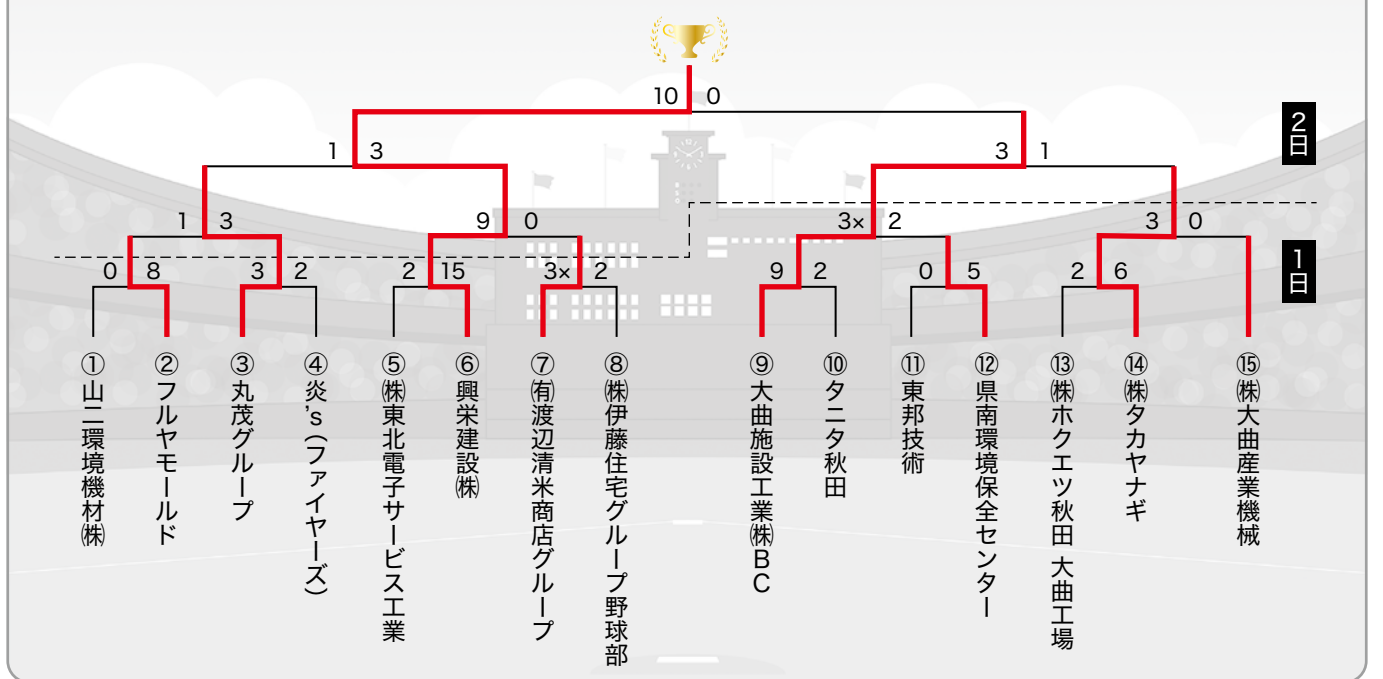 10 0
2日
1 3
3 1
1 3
9 0
3× 2
3 0
1日
0 8
3 2
2 15
3× 2
9 2
0 5
2 6
①山二環境機材㈱
②フルヤモールド
③丸茂グループ
④炎’s（ファイヤーズ）
⑤㈱東北電子サービス工業
⑥興栄建設㈱
⑦㈲渡辺清米商店グループ
⑧㈱伊藤住宅グループ野球部
⑨大曲施設工業㈱BC
⑩タニタ秋田
⑪東邦技術
⑫県南環境保全センター
⑬㈱ホクエツ秋田 大曲工場
⑭㈱タカヤナギ
⑮㈱大曲産業機械